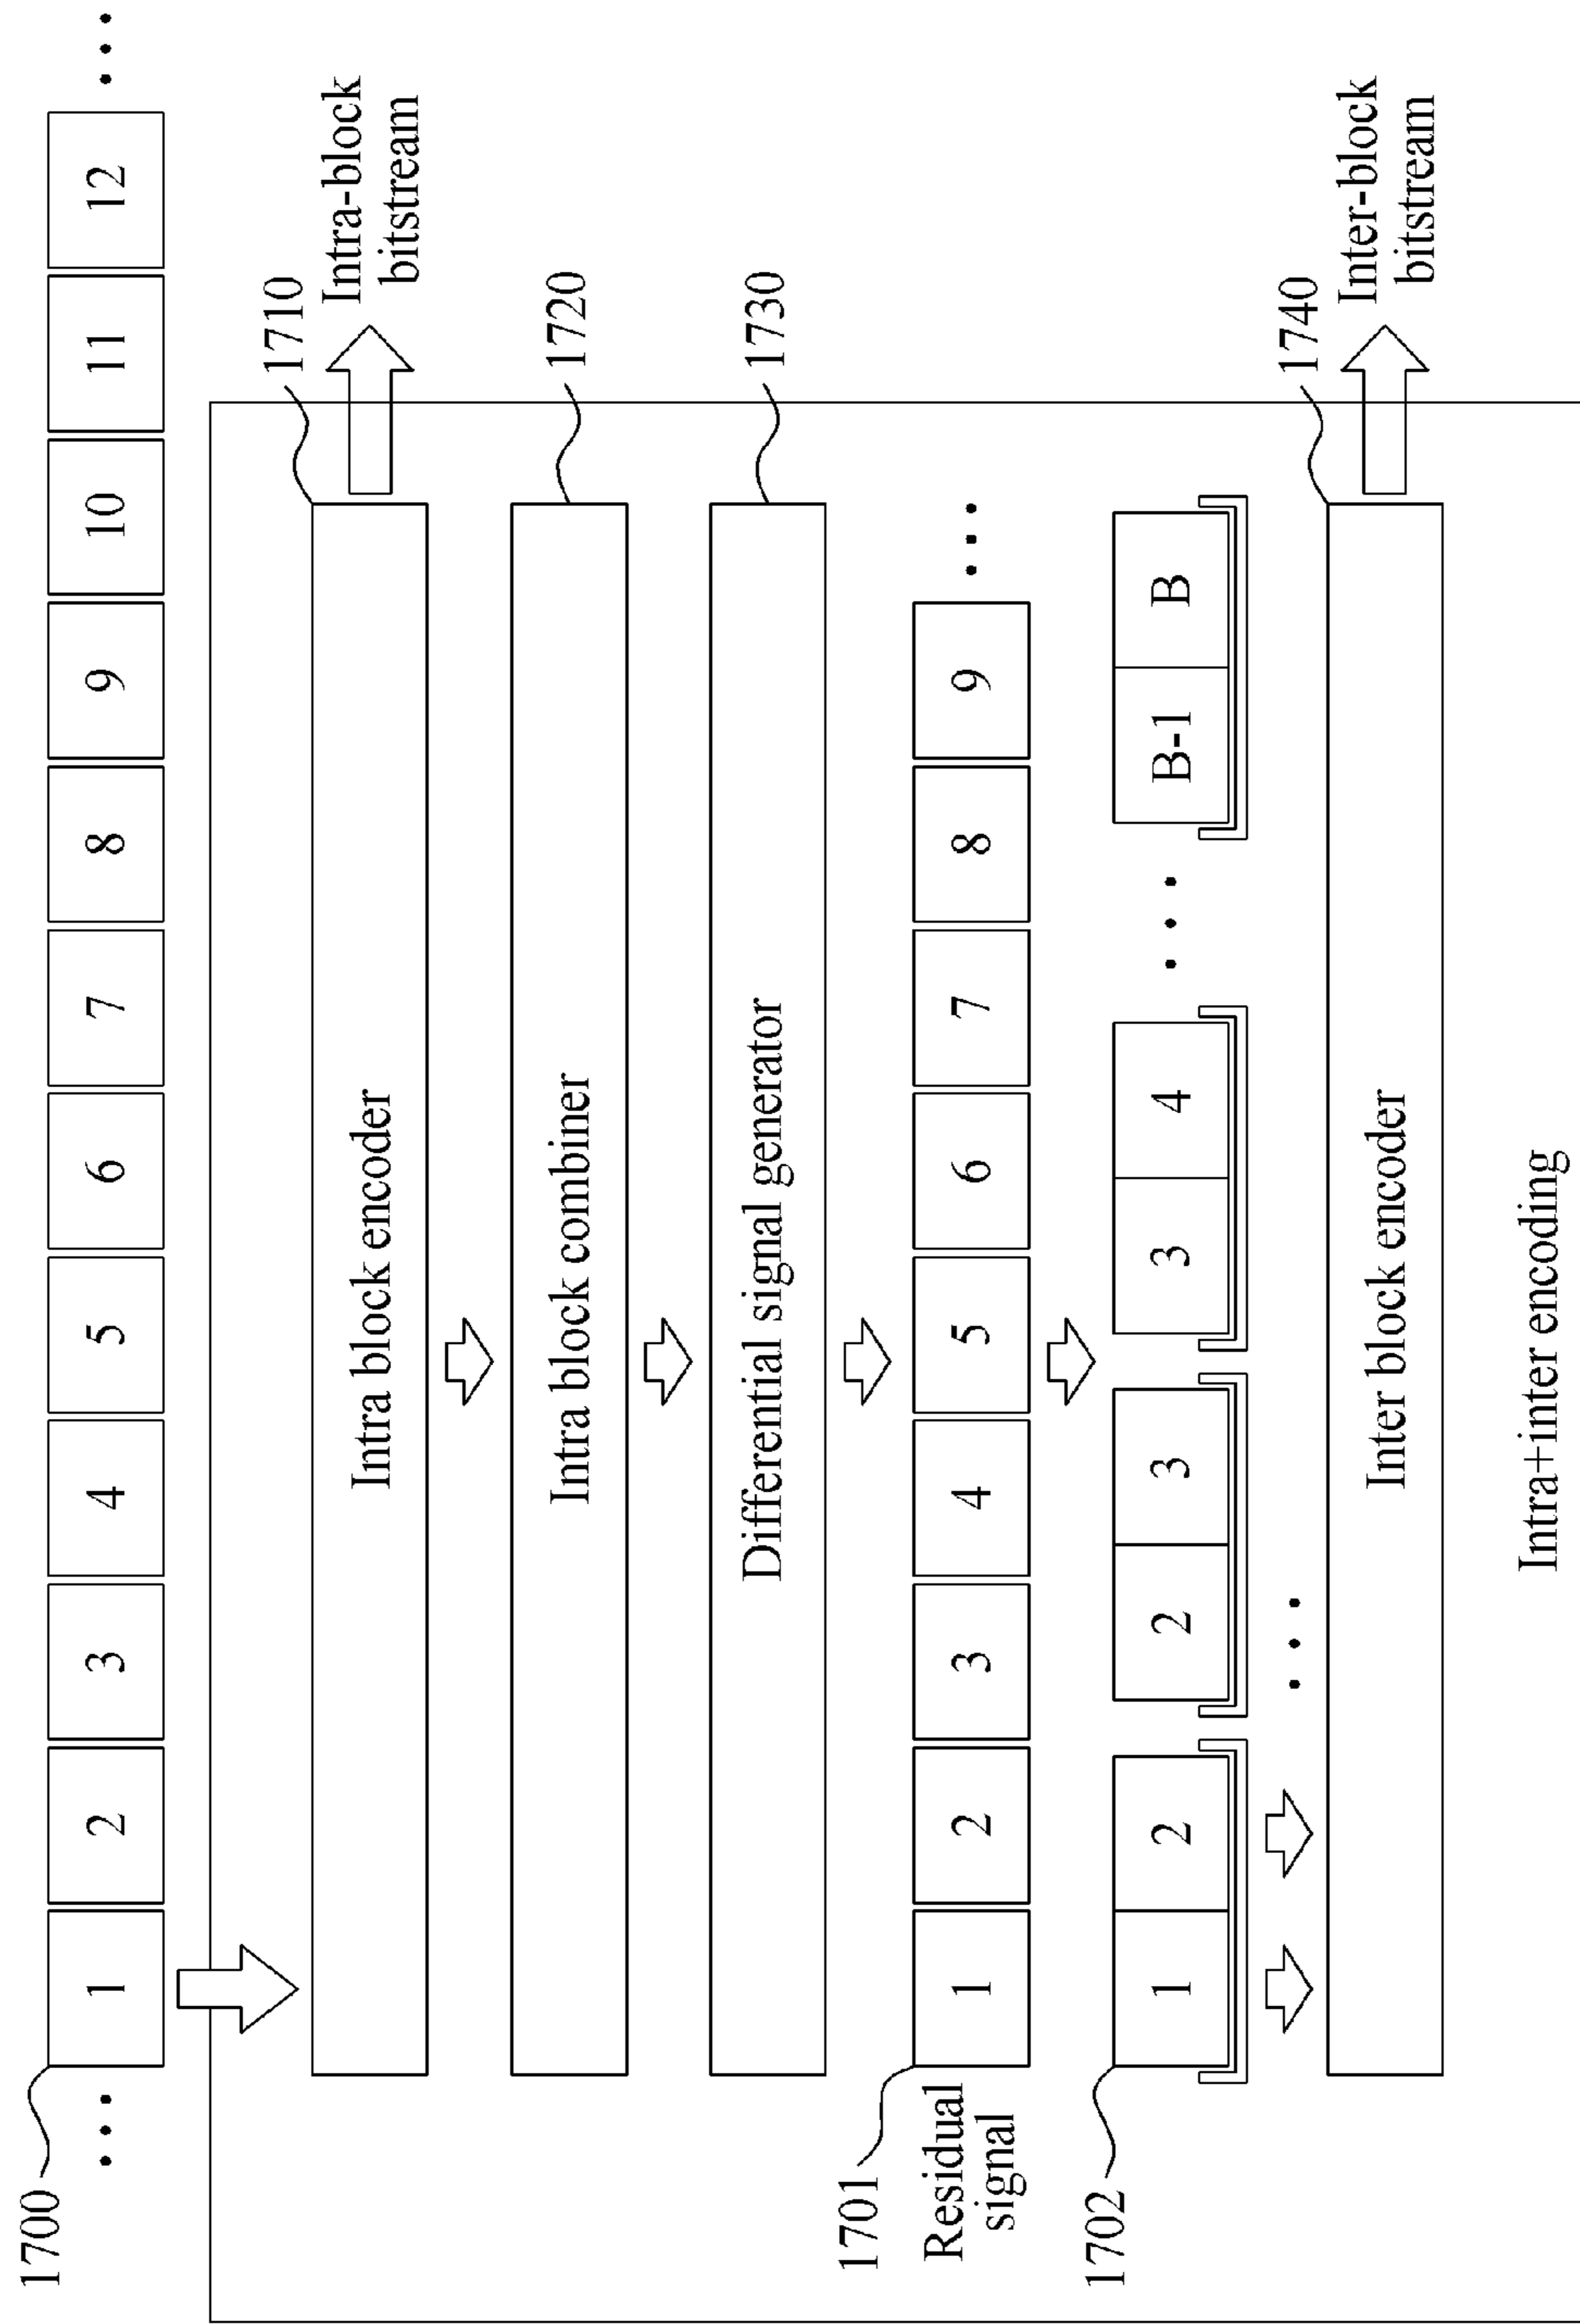 1700
... 1 2 3 4 5 6 7 8 9 10 11 12 ...
1710
Intra block encoder
Intra-block
bitstream
1720
Intra block combiner
1730
Differential signal generator
1701
Residual
signal
1 2 3 4 5 6 7 8 9 ...
1702
1 2 2 3 3 4 ... B-1 B
...
1740
Inter block encoder
Inter-block
bitstream
Intra+inter encoding